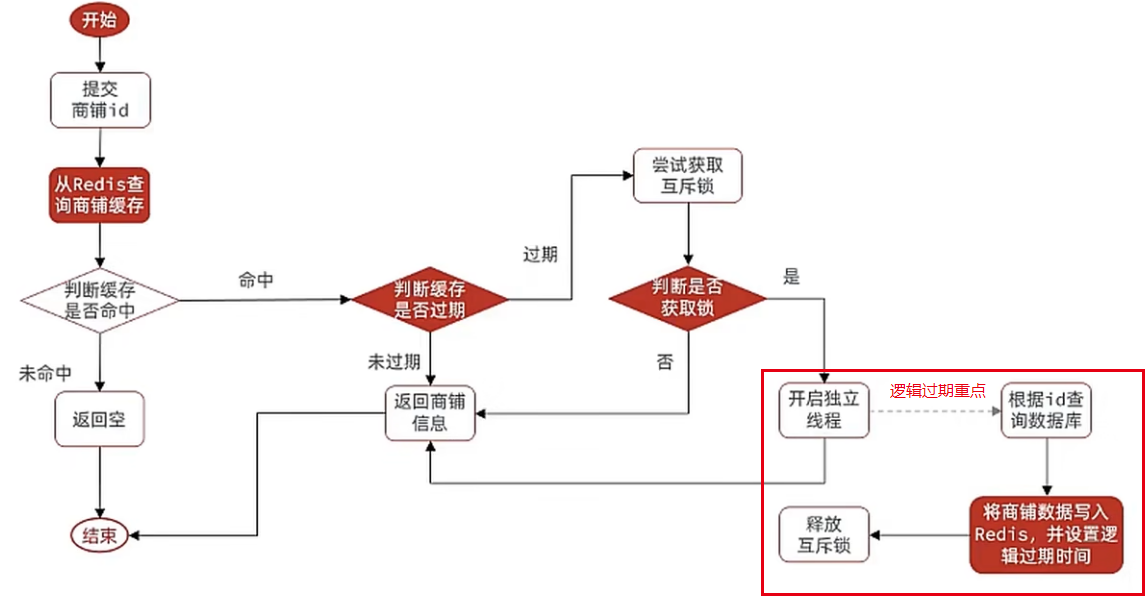 开始
提交
商铺id
从Redis查
询商铺缓存
判断缓存
是否命中
命中
未命中
返回空
结束
判断缓存
是否过期
过期
未过期
返回商铺
信息
尝试获取
互斥锁
判断是否
获取锁
是
否
开启独立
线程
逻辑过期重点
根据id查
询数据库
将商铺数据写入
Redis，并设置逻
辑过期时间
释放
互斥锁